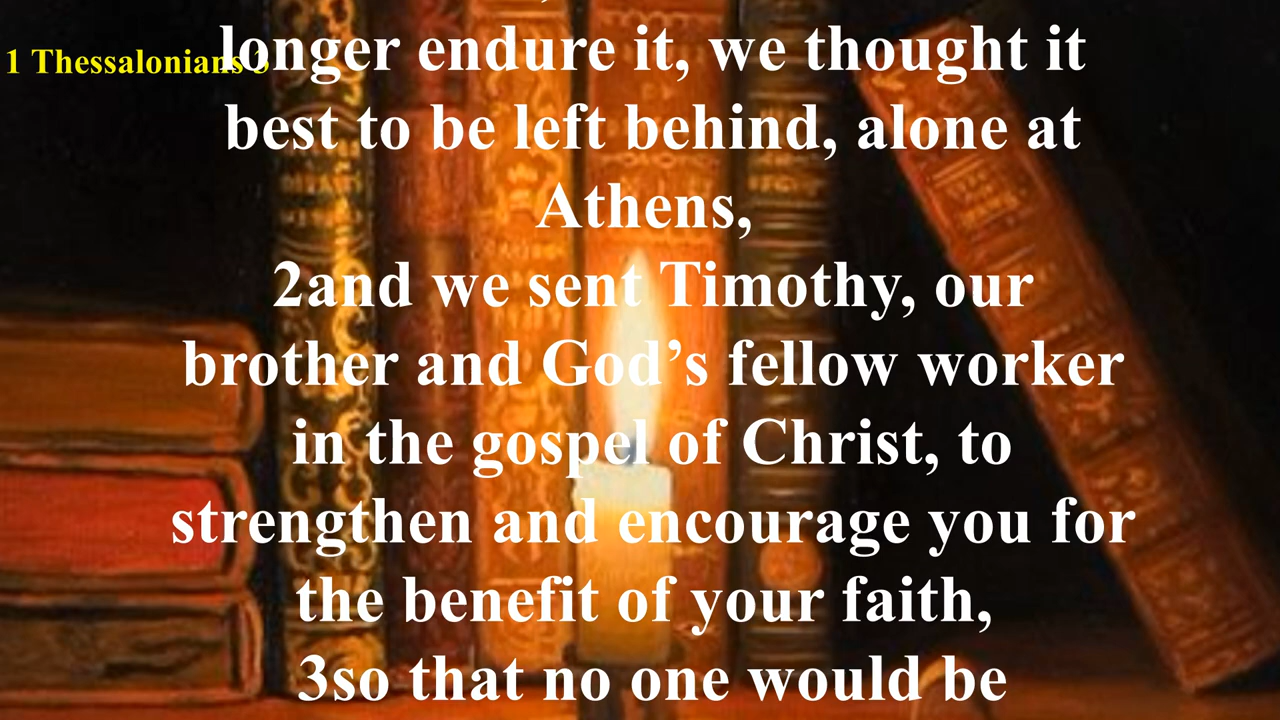 1 Thessalonians 3
longer endure it, we thought it
best to be left behind, alone at
Athens,
2and we sent Timothy, our
brother and God’s fellow worker
in the gospel of Christ, to
strengthen and encourage you for
the benefit of your faith,
3so that no one would be